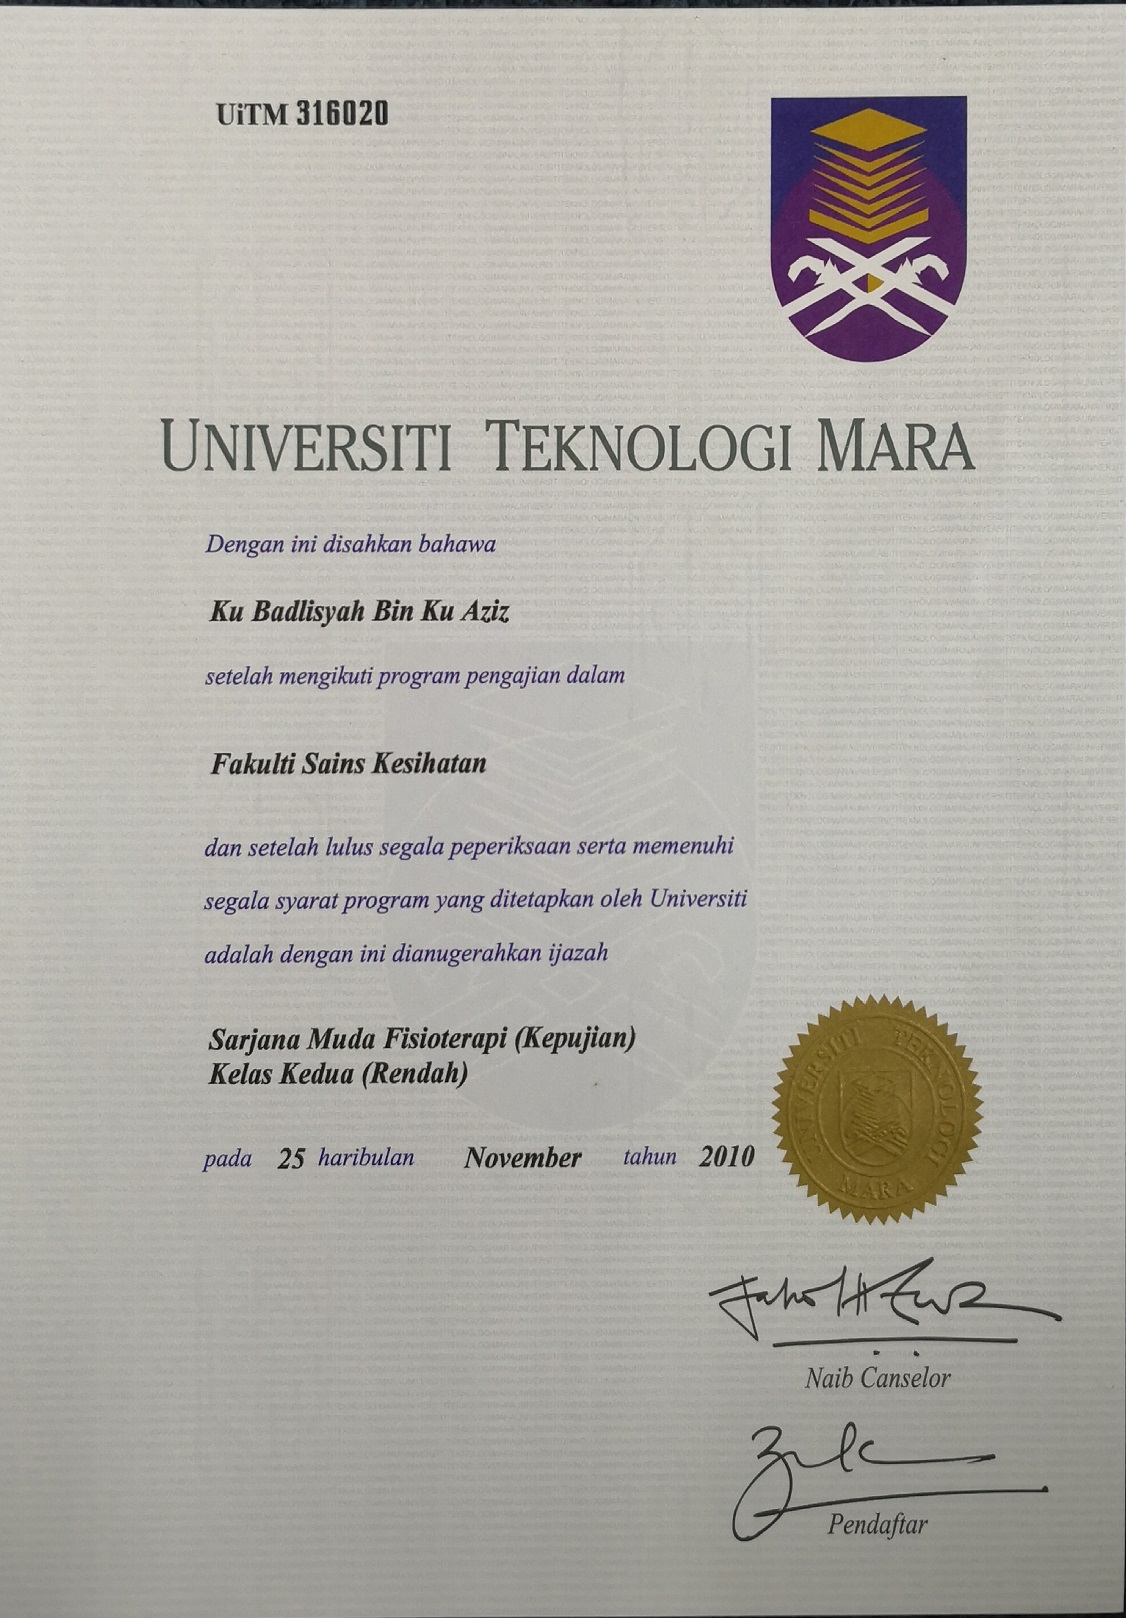 UiTM 316020
UNIVERSITI TEKNOLOGI MARA
Dengan ini disahkan bahawa
Ku Badlisyah Bin Ku Aziz
setelah mengikuti program pengajian dalam
Fakulti Sains Kesihatan
dan setelah lulus segala peperiksaan serta memenuhi
segala syarat program yang ditetapkan oleh Universiti
adalah dengan ini dianugerahkan ijazah
Sarjana Muda Fisioterapi (Kepujian)
Kelas Kedua (Rendah)
pada 25 haribulan November tahun 2010
UNIVERSITI TEKNOLOGI MARA
Naib Canselor
Pendaftar